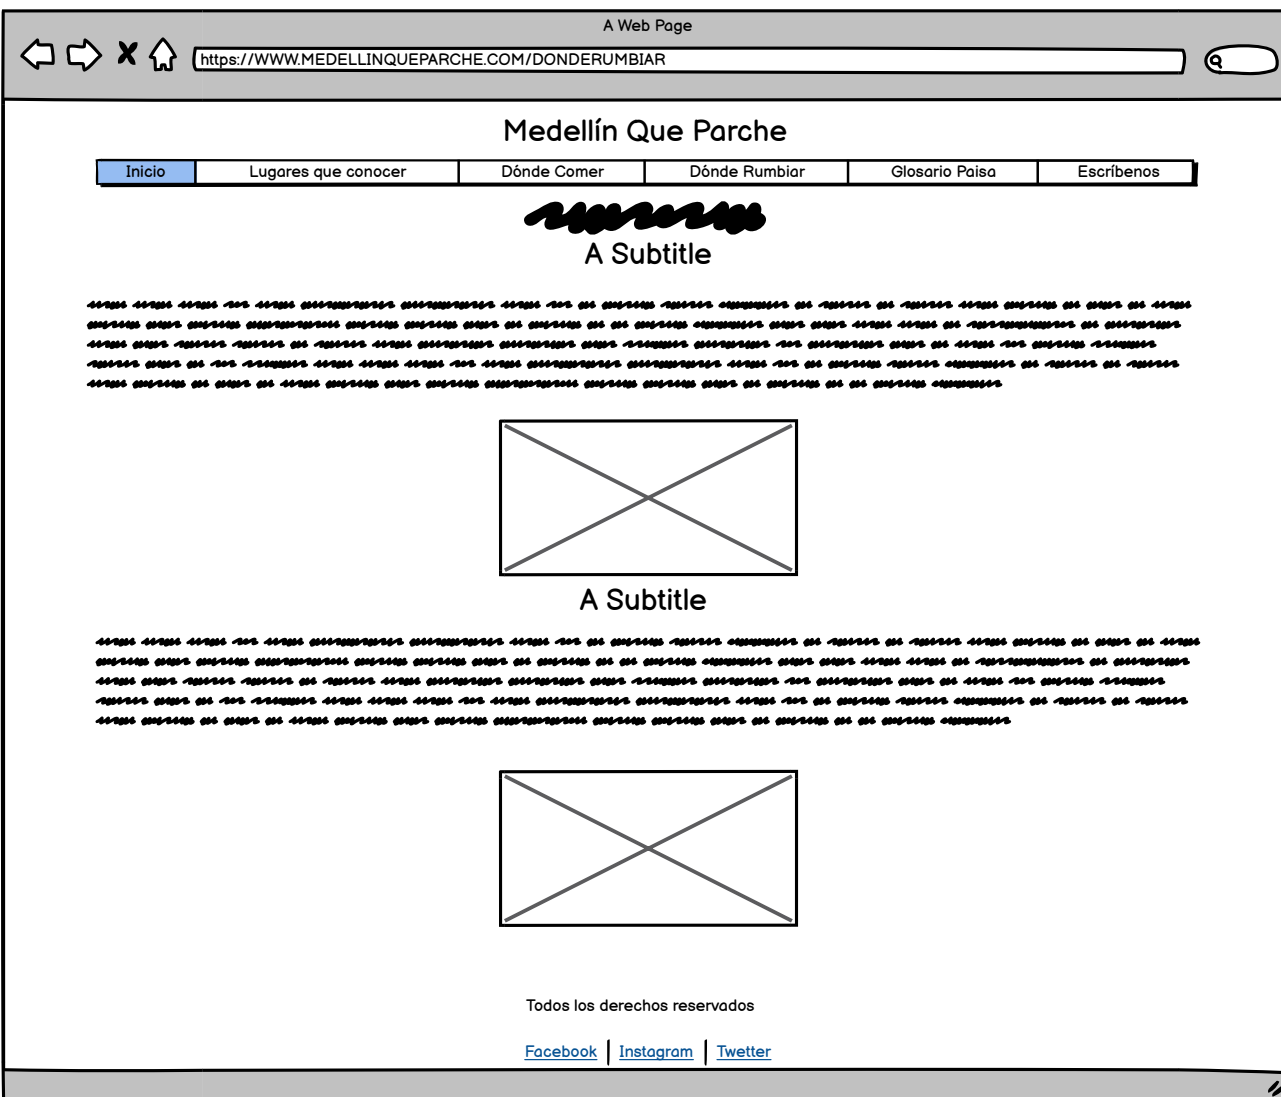 A Web Page
https://WWW.MEDELLINQUEPARCHE.COM/DONDERUMBIAR
Medellín Que Parche
Inicio Lugares que conocer Dónde Comer Dónde Rumbiar Glosario Paisa Escríbenos
A Subtitle
A Subtitle
Todos los derechos reservados
Facebook Instagram Twetter